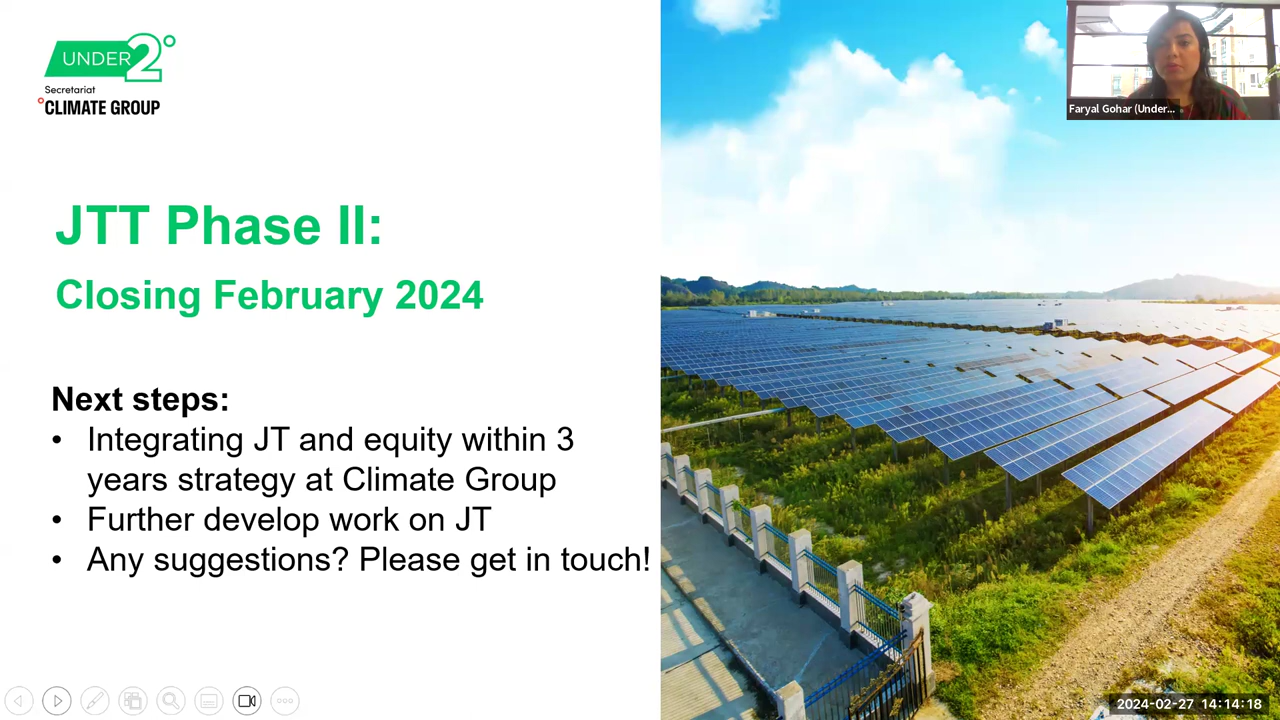 UNDER2°
Secretariat
°CLIMATE GROUP
Faryal Gohar (Under...
JTT Phase II:
Closing February 2024
Next steps:
• Integrating JT and equity within 3
years strategy at Climate Group
• Further develop work on JT
• Any suggestions? Please get in touch!
2024-02-27 14:14:18